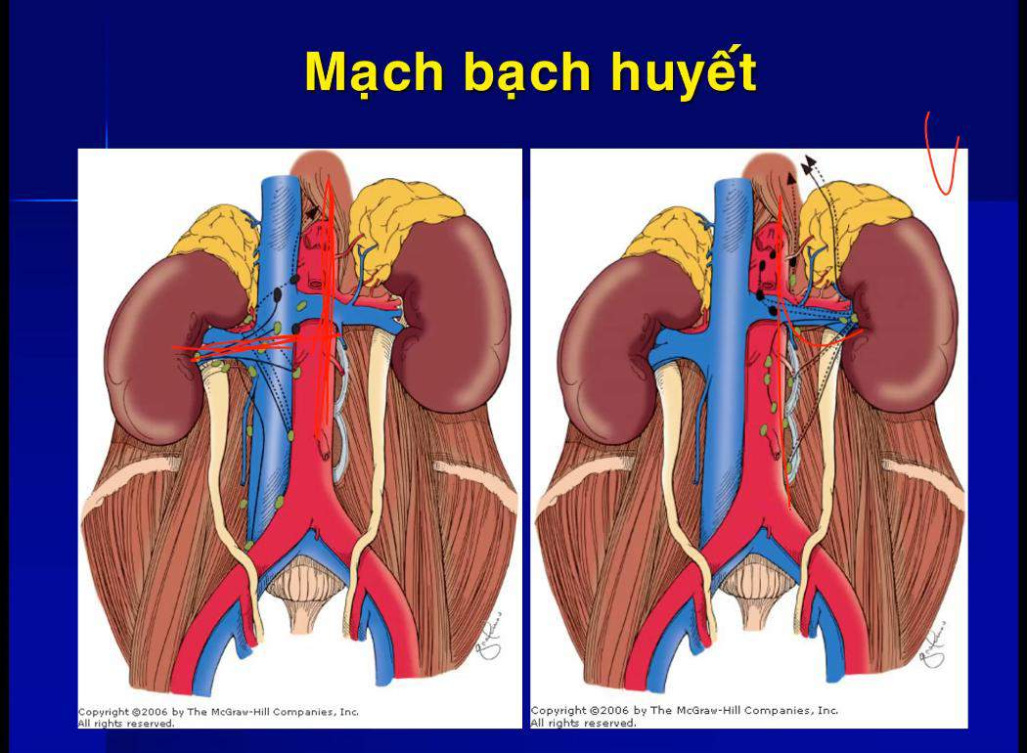 Mạch bạch huyết
Copyright ©2006 by The McGraw-Hill Companies, Inc.
All rights reserved.
Copyright ©2006 by The McGraw-Hill Companies, Inc.
All rights reserved.